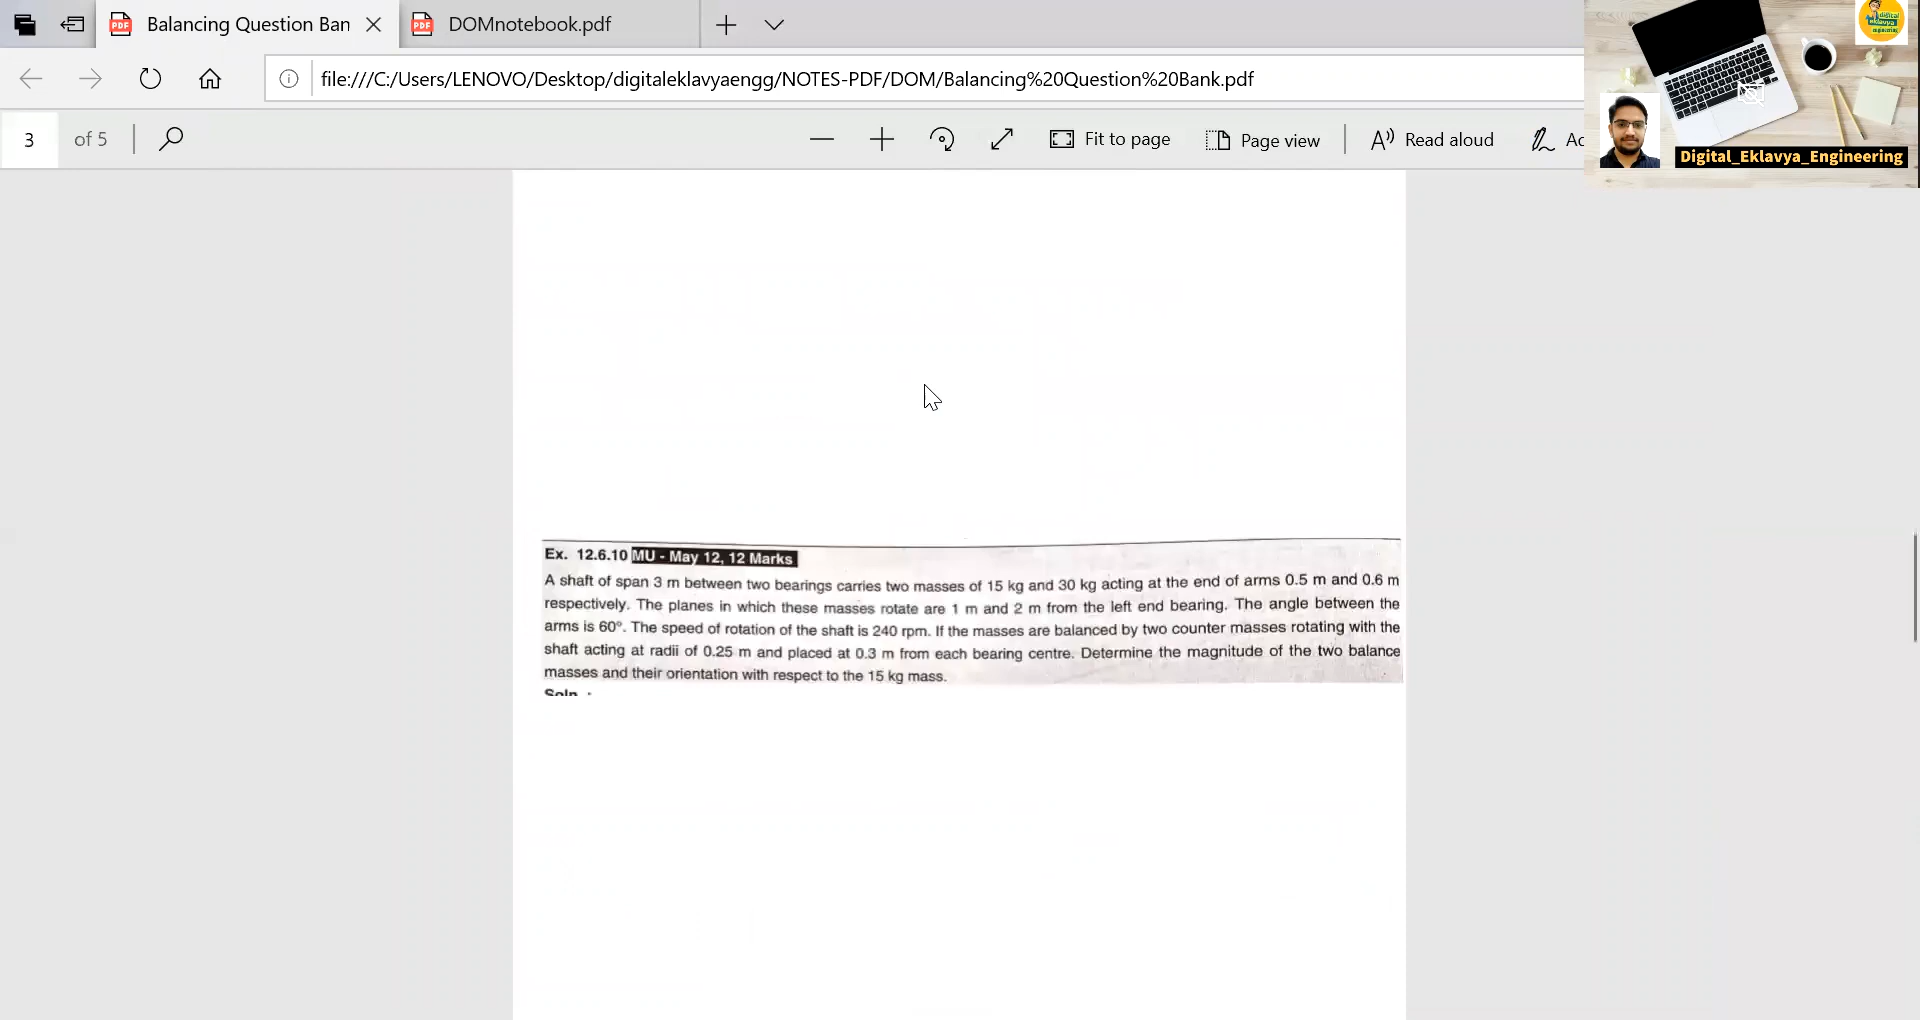 Balancing Question Ban
DOMnotebook.pdf
file:///C:/Users/LENOVO/Desktop/digitaleklavyaengg/NOTES-PDF/DOM/Balancing%20Question%20Bank.pdf
3 of 5
Fit to page
Page view
Read aloud
Ac
digital
eklavya
engineering
Digital_Eklavya_Engineering
Ex. 12.6.10 MU - May 12, 12 Marks
A shaft of span 3 m between two bearings carries two masses of 15 kg and 30 kg acting at the end of arms 0.5 m and 0.6 m
respectively. The planes in which these masses rotate are 1 m and 2 m from the left end bearing. The angle between the
arms is 60°. The speed of rotation of the shaft is 240 rpm. If the masses are balanced by two counter masses rotating with the
shaft acting at radii of 0.25 m and placed at 0.3 m from each bearing centre. Determine the magnitude of the two balance
masses and their orientation with respect to the 15 kg mass.
Soln :